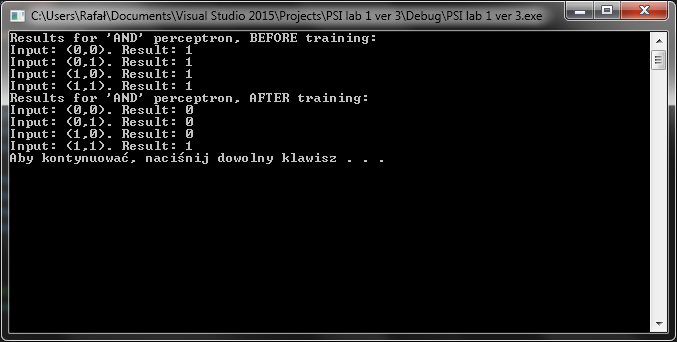 C:\Users\Rafał\Documents\Visual Studio 2015\Projects\PSI lab 1 ver 3\Debug\PSI lab 1 ver 3.exe
Results for 'AND' perceptron, BEFORE training:
Input: (0,0). Result: 1
Input: (0,1). Result: 1
Input: (1,0). Result: 1
Input: (1,1). Result: 1
Results for 'AND' perceptron, AFTER training:
Input: (0,0). Result: 0
Input: (0,1). Result: 0
Input: (1,0). Result: 0
Input: (1,1). Result: 1
Aby kontynuować, naciśnij dowolny klawisz . . .